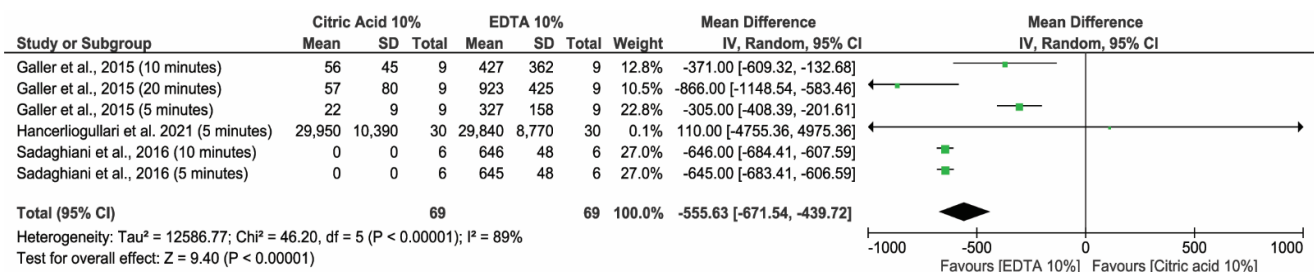 Citric Acid 10% EDTA 10% Mean Difference Mean Difference
Study or Subgroup Mean SD Total Mean SD Total Weight IV, Random, 95% CI IV, Random, 95% CI
Galler et al., 2015 (10 minutes) 56 45 9 427 362 9 12.8% -371.00 [-609.32, -132.68]
Galler et al., 2015 (20 minutes) 57 80 9 923 425 9 10.5% -866.00 [-1148.54, -583.46]
Galler et al., 2015 (5 minutes) 22 9 9 327 158 9 22.8% -305.00 [-408.39, -201.61]
Hancerliogullari et al. 2021 (5 minutes) 29,950 10,390 30 29,840 8,770 30 0.1% 110.00 [-4755.36, 4975.36]
Sadaghiani et al., 2016 (10 minutes) 0 0 6 646 48 6 27.0% -646.00 [-684.41, -607.59]
Sadaghiani et al., 2016 (5 minutes) 0 0 6 645 48 6 27.0% -645.00 [-683.41, -606.59]
Total (95% CI) 69 69 100.0% -555.63 [-671.54, -439.72]
Heterogeneity: Tau² = 12586.77; Chi² = 46.20, df = 5 (P < 0.00001); I² = 89%
Test for overall effect: Z = 9.40 (P < 0.00001)
-1000 -500 0 500 1000
Favours [EDTA 10%] Favours [Citric acid 10%]